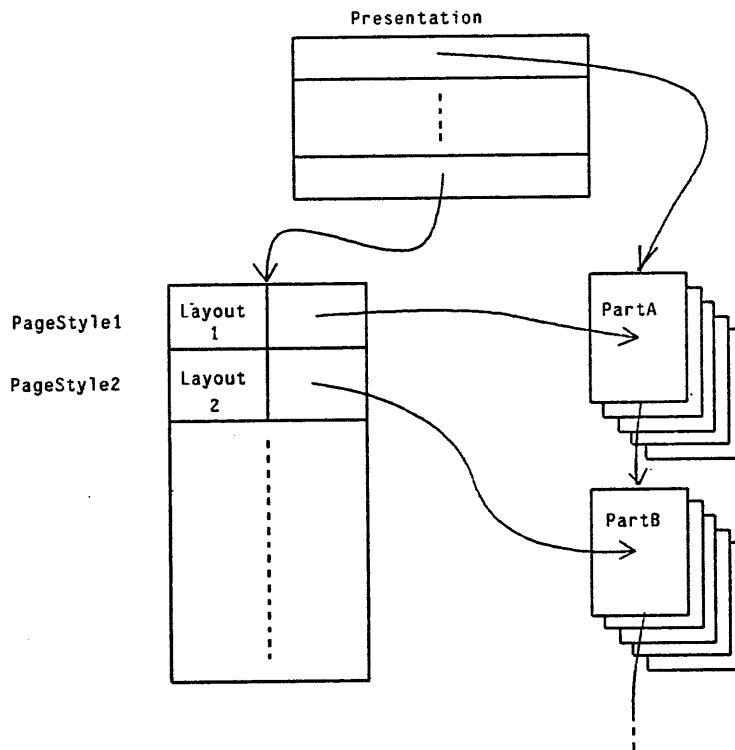 Presentation
PageStyle1
Layout
1
PartA
PageStyle2
Layout
2
PartB